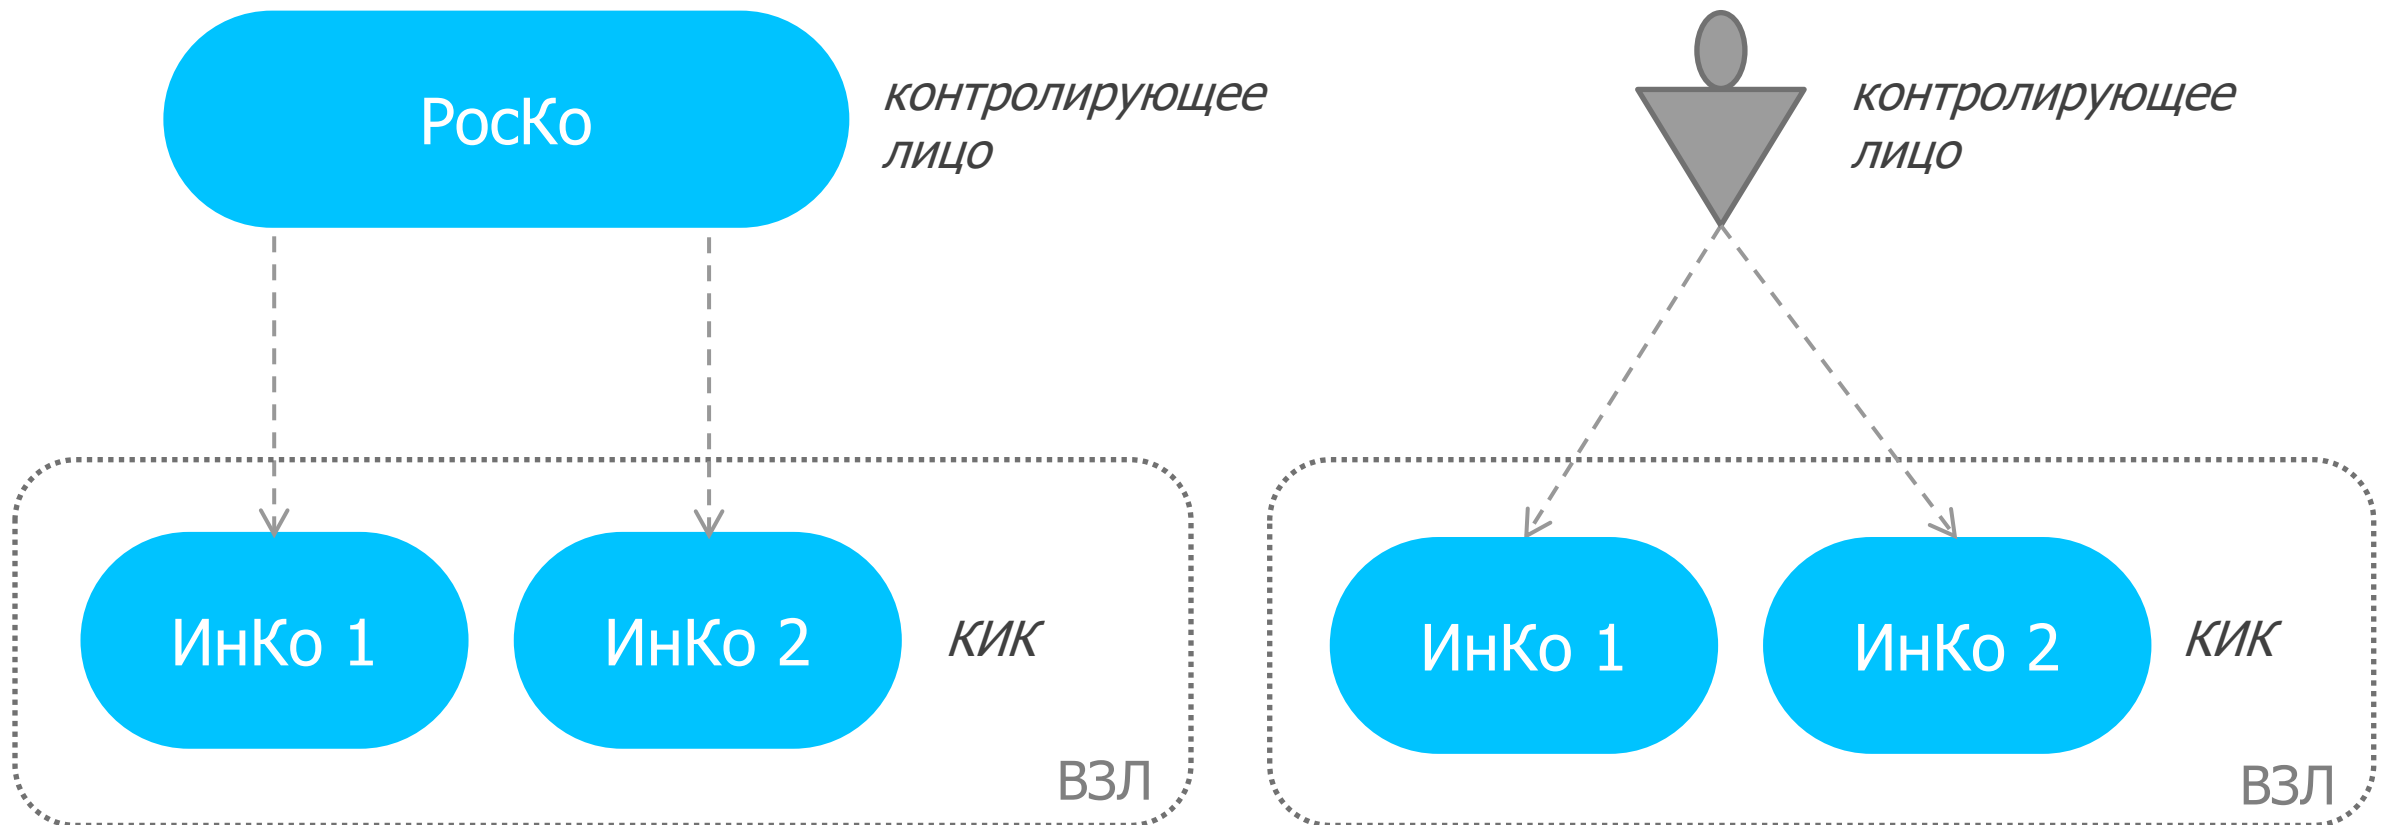 РосКо
контролирующее
лицо
контролирующее
лицо
ИнКо 1
ИнКо 2
КИК
ВЗЛ
ИнКо 1
ИнКо 2
КИК
ВЗЛ